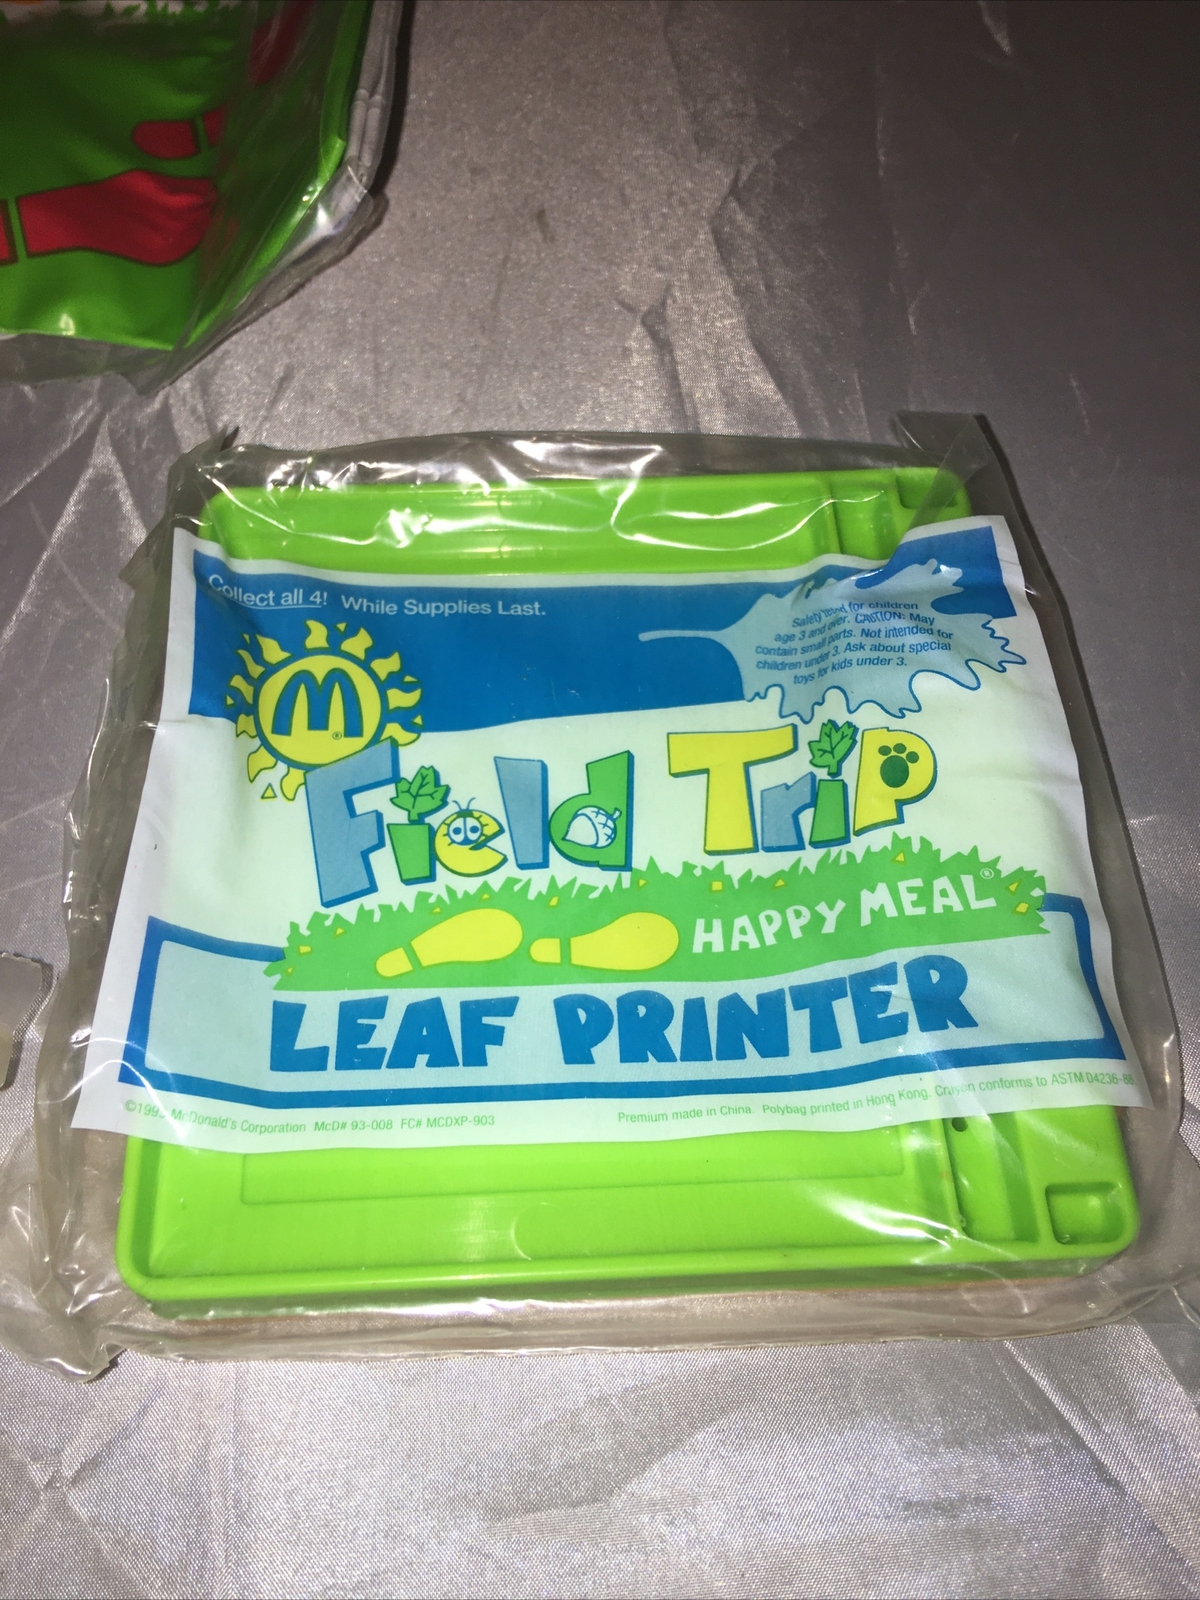 Collect all 4! While Supplies Last.
Safety tested for children
age 3 and over. CAUTION: May
contain small parts. Not intended for
children under 3. Ask about special
toys for kids under 3.
M®
Field Trip
HAPPY MEAL®
LEAF PRINTER
McDonald's Corporation McD# 93-008 FC# MCDXP-903
Premium made in China. Polybag printed in Hong Kong. Crayon conforms to ASTM 04236-88